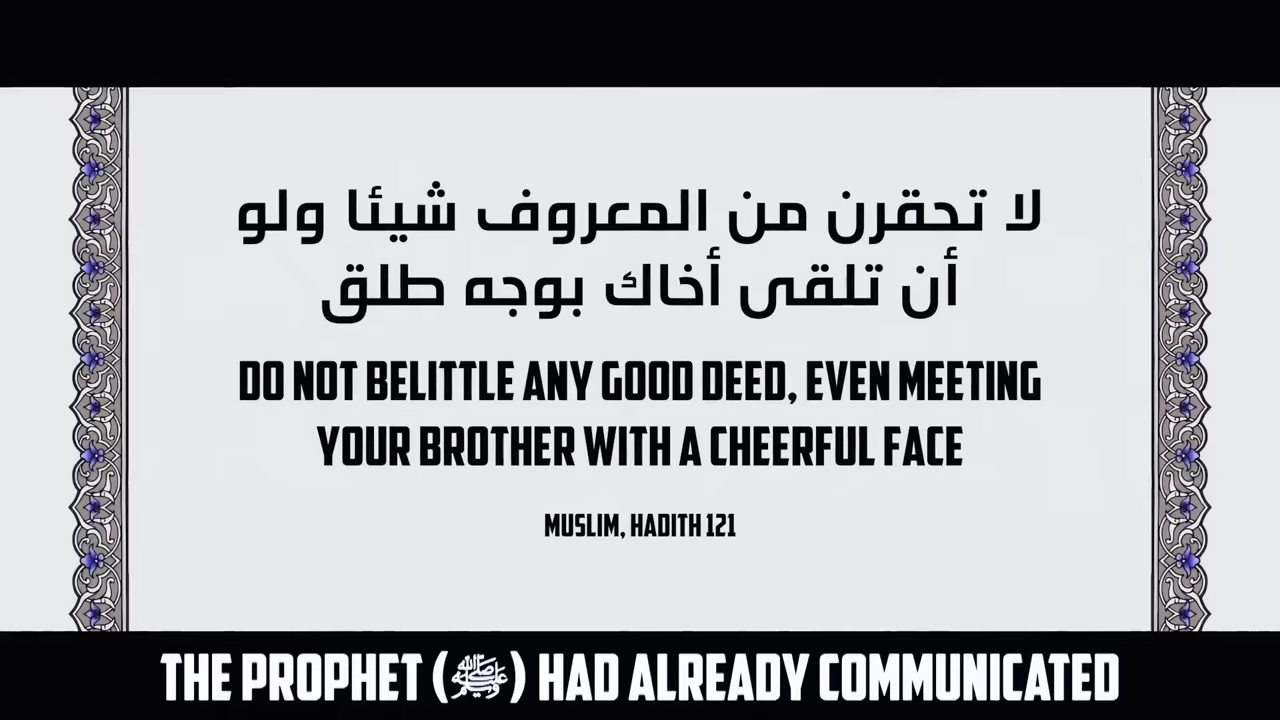 لا تحقرن من المعروف شيئا ولو
أن تلقى أخاك بوجه طلق
DO NOT BELITTLE ANY GOOD DEED, EVEN MEETING
YOUR BROTHER WITH A CHEERFUL FACE
MUSLIM, HADITH 121
THE PROPHET (ﷺ) HAD ALREADY COMMUNICATED